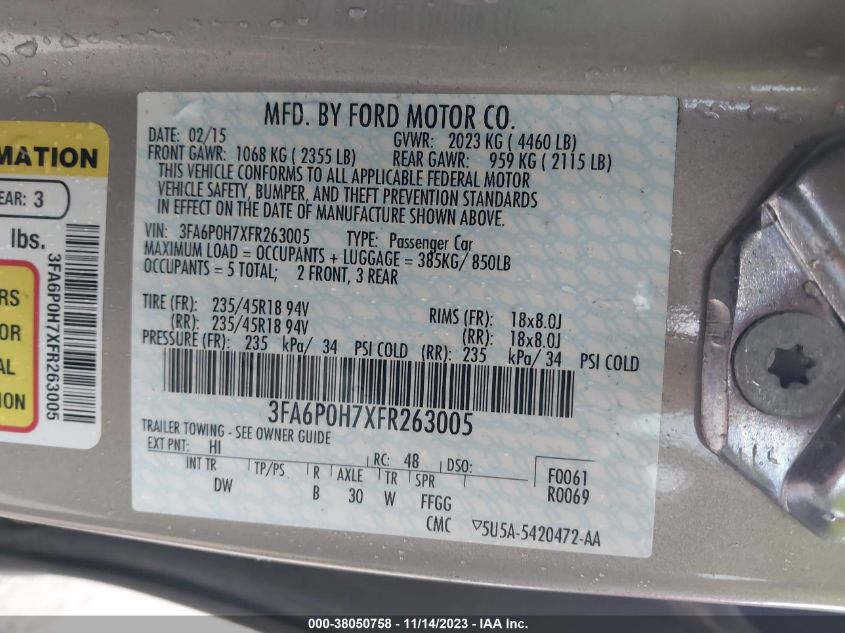 MFD. BY FORD MOTOR CO.
DATE: 02/15 GVWR: 2023 KG ( 4460 LB)
FRONT GAWR: 1068 KG ( 2355 LB) REAR GAWR: 959 KG ( 2115 LB)
THIS VEHICLE CONFORMS TO ALL APPLICABLE FEDERAL MOTOR
VEHICLE SAFETY, BUMPER, AND THEFT PREVENTION STANDARDS
IN EFFECT ON THE DATE OF MANUFACTURE SHOWN ABOVE.
VIN: 3FA6P0H7XFR263005 TYPE: Passenger Car
MAXIMUM LOAD = OCCUPANTS + LUGGAGE = 385KG/ 850LB
OCCUPANTS = 5 TOTAL; 2 FRONT, 3 REAR
TIRE (FR): 235/45R18 94V RIMS (FR): 18x8.0J
(RR): 235/45R18 94V (RR): 18x8.0J
PRESSURE (FR): 235 kPa/ 34 PSI COLD (RR): 235 kPa/ 34 PSI COLD
3FA6P0H7XFR263005
TRAILER TOWING - SEE OWNER GUIDE
EXT PNT: HI RC: 48 DSO: F0061
INT TR TP/PS R AXLE TR SPR R0069
DW B 30 W FFGG
CMC ▽5U5A-5420472-AA
MATION
EAR: 3
lbs.
RS
OR
AL
ION
3FA6P0H7XFR263005
000-38050758 - 11/14/2023 - IAA Inc.